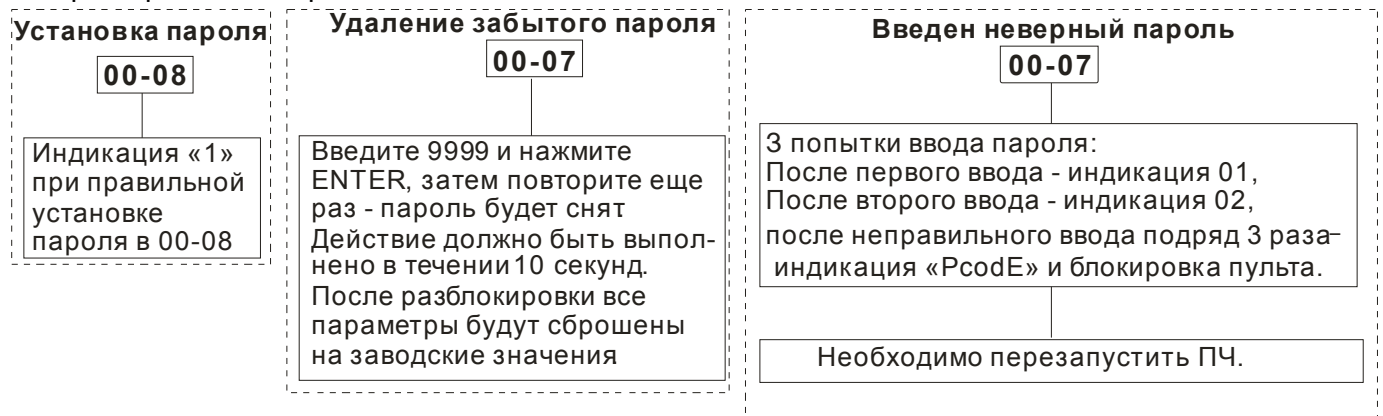 Установка пароля
00-08
Индикация «1»
при правильной
установке
пароля в 00-08
Удаление забытого пароля
00-07
Введите 9999 и нажмите
ENTER, затем повторите еще
раз - пароль будет снят
Действие должно быть выпол-
нено в течении 10 секунд.
После разблокировки все
параметры будут сброшены
на заводские значения
Введен неверный пароль
00-07
3 попытки ввода пароля:
После первого ввода - индикация 01,
После второго ввода - индикация 02,
после неправильного ввода подряд 3 раза–
индикация «PcodE» и блокировка пульта.
Необходимо перезапустить ПЧ.